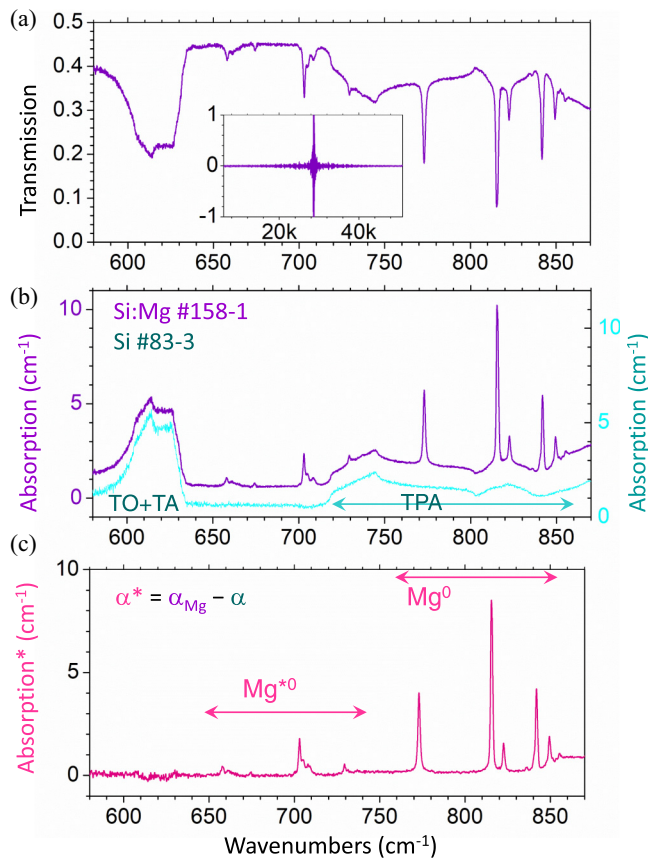 (a)
0.5
0.4
0.3
0.2
0.1
0.0
Transmission
1
0
-1
20k 40k
600 650 700 750 800 850
(b)
10
5
0
Absorption (cm-1)
Si:Mg #158-1
Si #83-3
TO+TA
TPA
10
5
0
Absorption (cm-1)
600 650 700 750 800 850
(c)
10
5
0
Absorption* (cm-1)
α* = αMg − α
Mg*0
Mg0
600 650 700 750 800 850
Wavenumbers (cm-1)